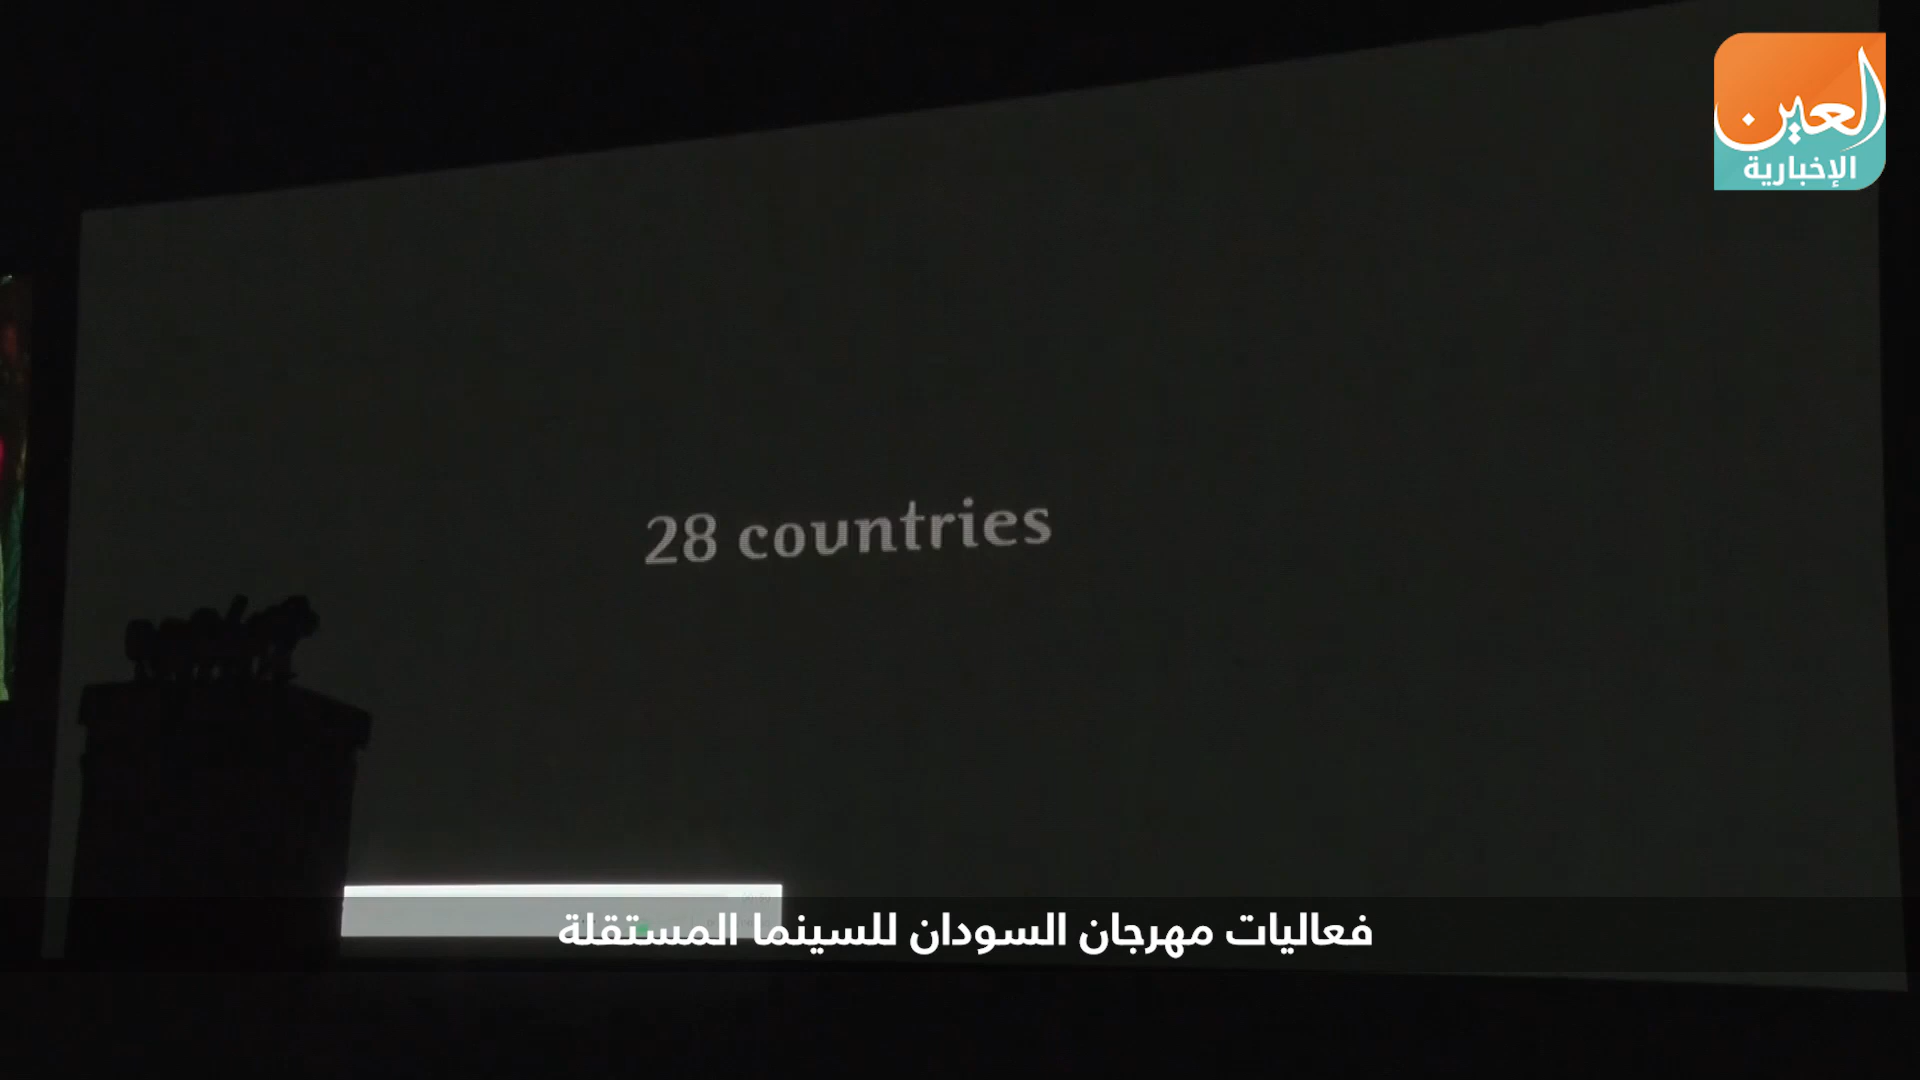 العين
الإخبارية
28 countries
فعاليات مهرجان السودان للسينما المستقلة